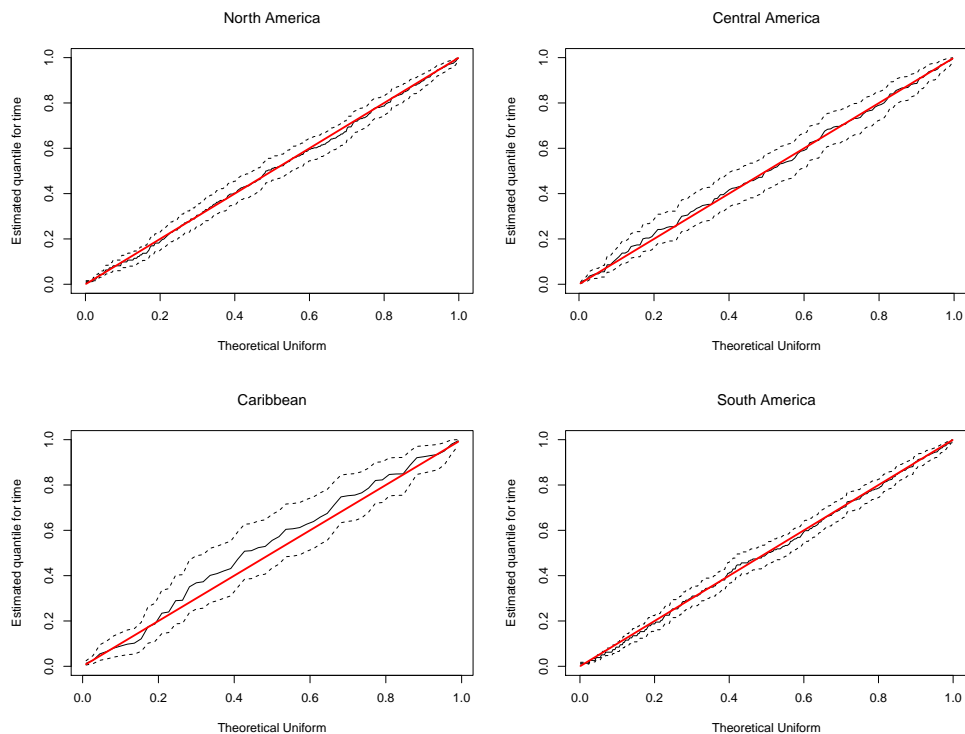 North America
Estimated quantile for time
1.0
0.8
0.6
0.4
0.2
0.0
0.0 0.2 0.4 0.6 0.8 1.0
Theoretical Uniform
Central America
Estimated quantile for time
1.0
0.8
0.6
0.4
0.2
0.0
0.0 0.2 0.4 0.6 0.8 1.0
Theoretical Uniform
Caribbean
Estimated quantile for time
1.0
0.8
0.6
0.4
0.2
0.0
0.0 0.2 0.4 0.6 0.8 1.0
Theoretical Uniform
South America
Estimated quantile for time
1.0
0.8
0.6
0.4
0.2
0.0
0.0 0.2 0.4 0.6 0.8 1.0
Theoretical Uniform